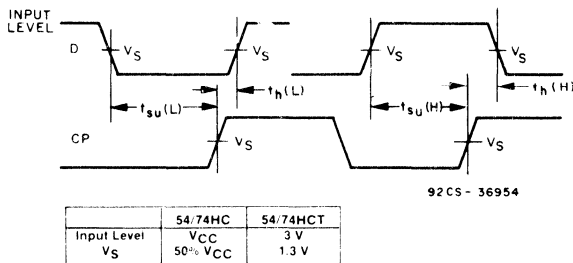 INPUT
LEVEL
D
VS
VS
VS
VS
tsu(L)
th(L)
tsu(H)
th(H)
CP
VS
VS
92CS-36954
54/74HC 54/74HCT
Input Level VCC 3 V
VS 50% VCC 1.3 V